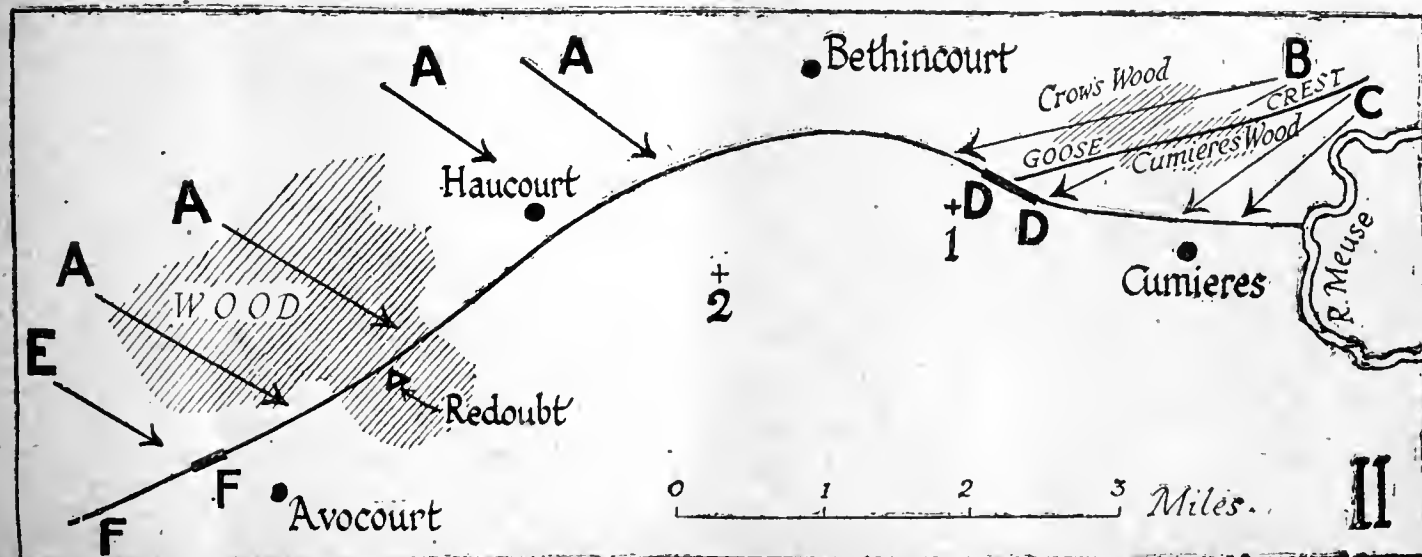 A
A
Bethincourt
Crow's Wood
B
CREST
C
GOOSE
Cumieres Wood
Haucourt
A
D
D
1
R. Meuse
A
WOOD
2
Cumieres
E
Redoubt
F
Avocourt
F
0 1 2 3 Miles.
II